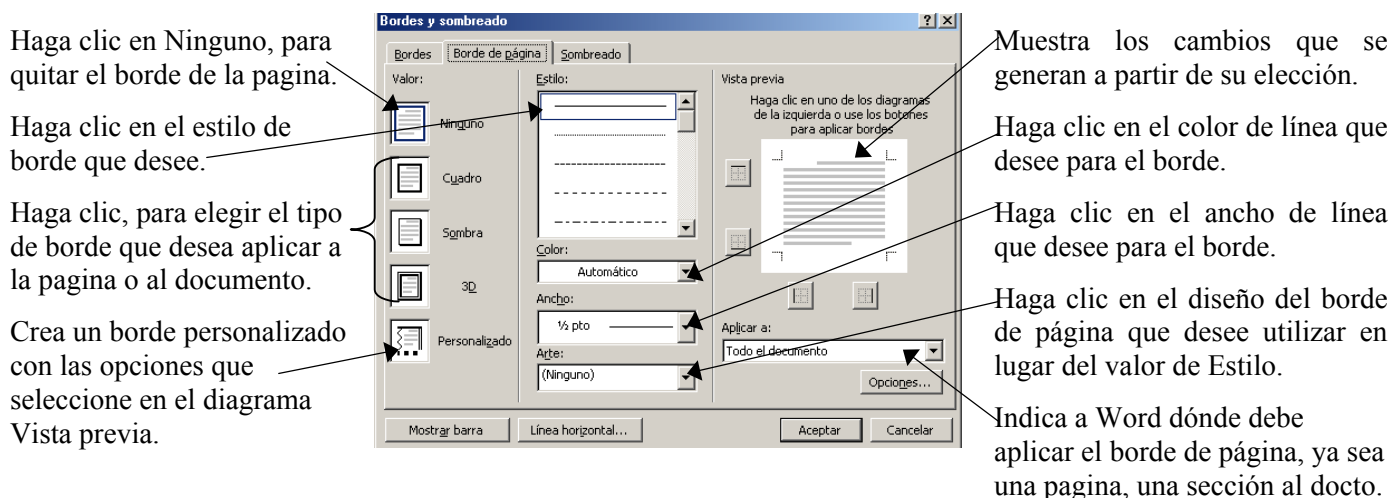 Haga clic en Ninguno, para
quitar el borde de la pagina.
Haga clic en el estilo de
borde que desee.
Haga clic, para elegir el tipo
de borde que desea aplicar a
la pagina o al documento.
Crea un borde personalizado
con las opciones que
seleccione en el diagrama
Vista previa.
Bordes y sombreado
Bordes Borde de página Sombreado
Valor:
Ninguno
Cuadro
Sombra
3D
Personalizado
Estilo:
Color:
Automático
Ancho:
½ pto
Arte:
(Ninguno)
Vista previa
Haga clic en uno de los diagramas
de la izquierda o use los botones
para aplicar bordes
Aplicar a:
Todo el documento
Opciones...
Mostrar barra Línea horizontal... Aceptar Cancelar
Muestra los cambios que se
generan a partir de su elección.
Haga clic en el color de línea que
desee para el borde.
Haga clic en el ancho de línea
que desee para el borde.
Haga clic en el diseño del borde
de página que desee utilizar en
lugar del valor de Estilo.
Indica a Word dónde debe
aplicar el borde de página, ya sea
una pagina, una sección al docto.